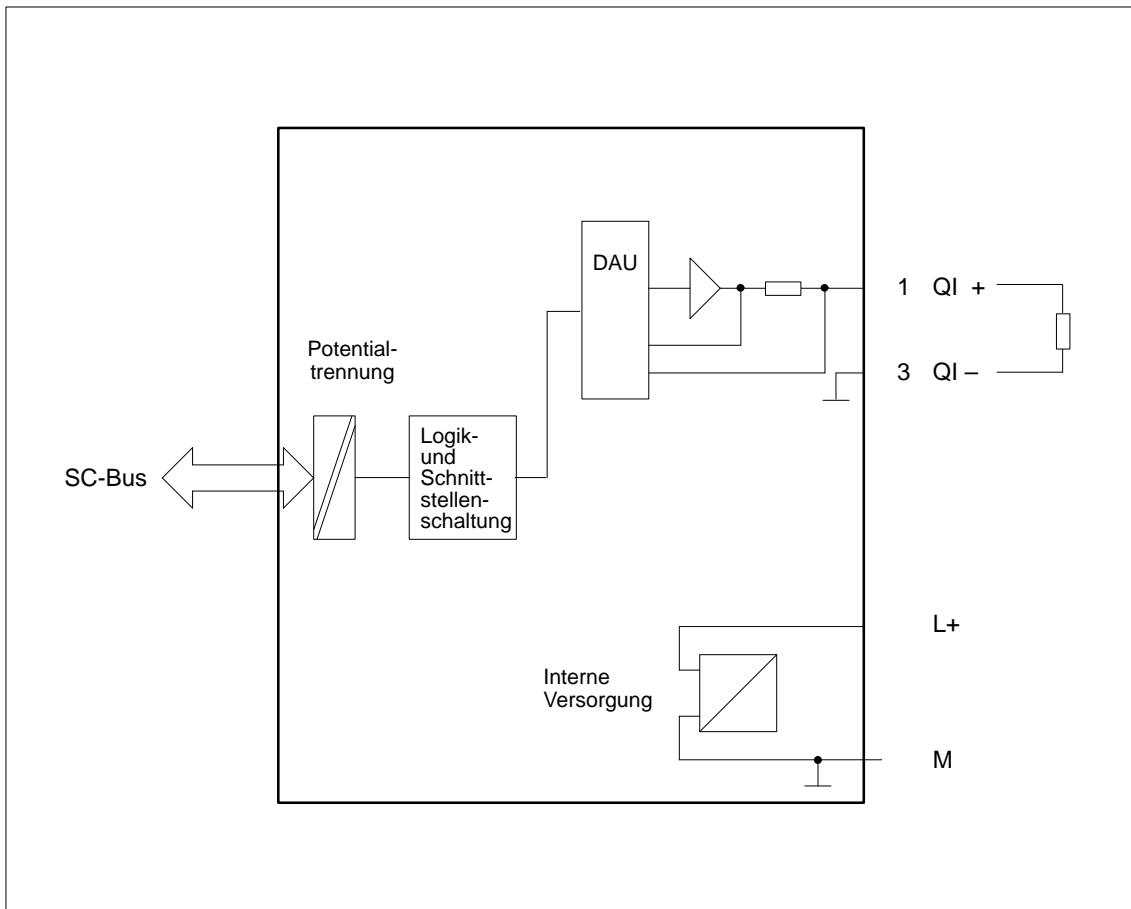 DAU
1 QI +
Potential-
trennung
3 QI –
Logik-
und
Schnitt-
stellen-
schaltung
SC-Bus
L+
Interne
Versorgung
M